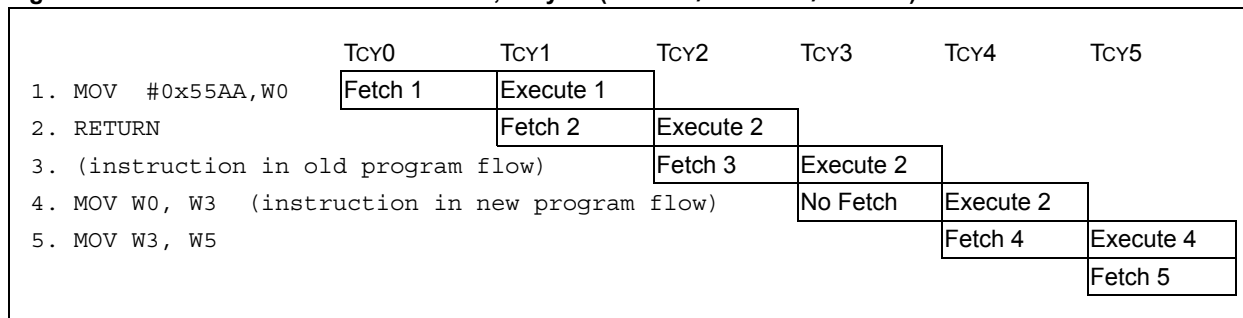 TCY0 TCY1 TCY2 TCY3 TCY4 TCY5
1. MOV #0x55AA,W0 Fetch 1 Execute 1
2. RETURN Fetch 2 Execute 2
3. (instruction in old program flow) Fetch 3 Execute 2
4. MOV W0, W3 (instruction in new program flow) No Fetch Execute 2
5. MOV W3, W5 Fetch 4 Execute 4
Fetch 5